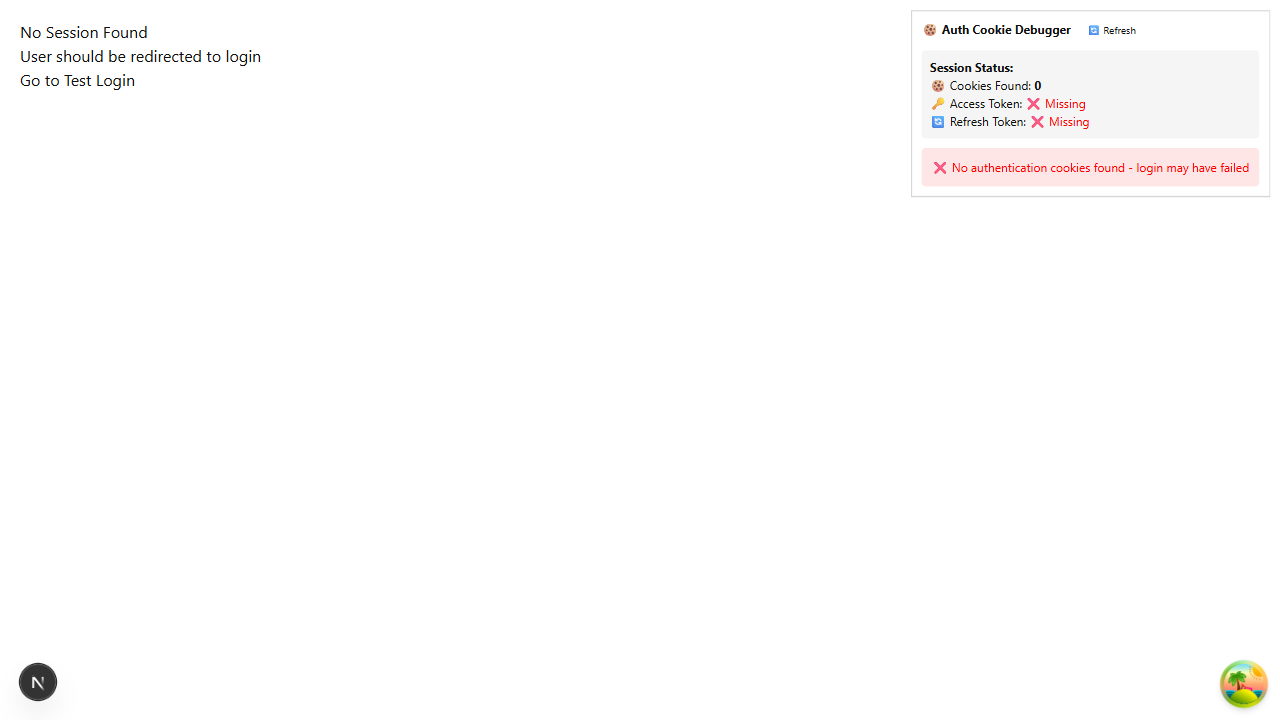 No Session Found
User should be redirected to login
Go to Test Login
🍪 Auth Cookie Debugger
🔄 Refresh
Session Status:
🍪 Cookies Found: 0
🔑 Access Token: ❌ Missing
🔄 Refresh Token: ❌ Missing
❌ No authentication cookies found - login may have failed
N